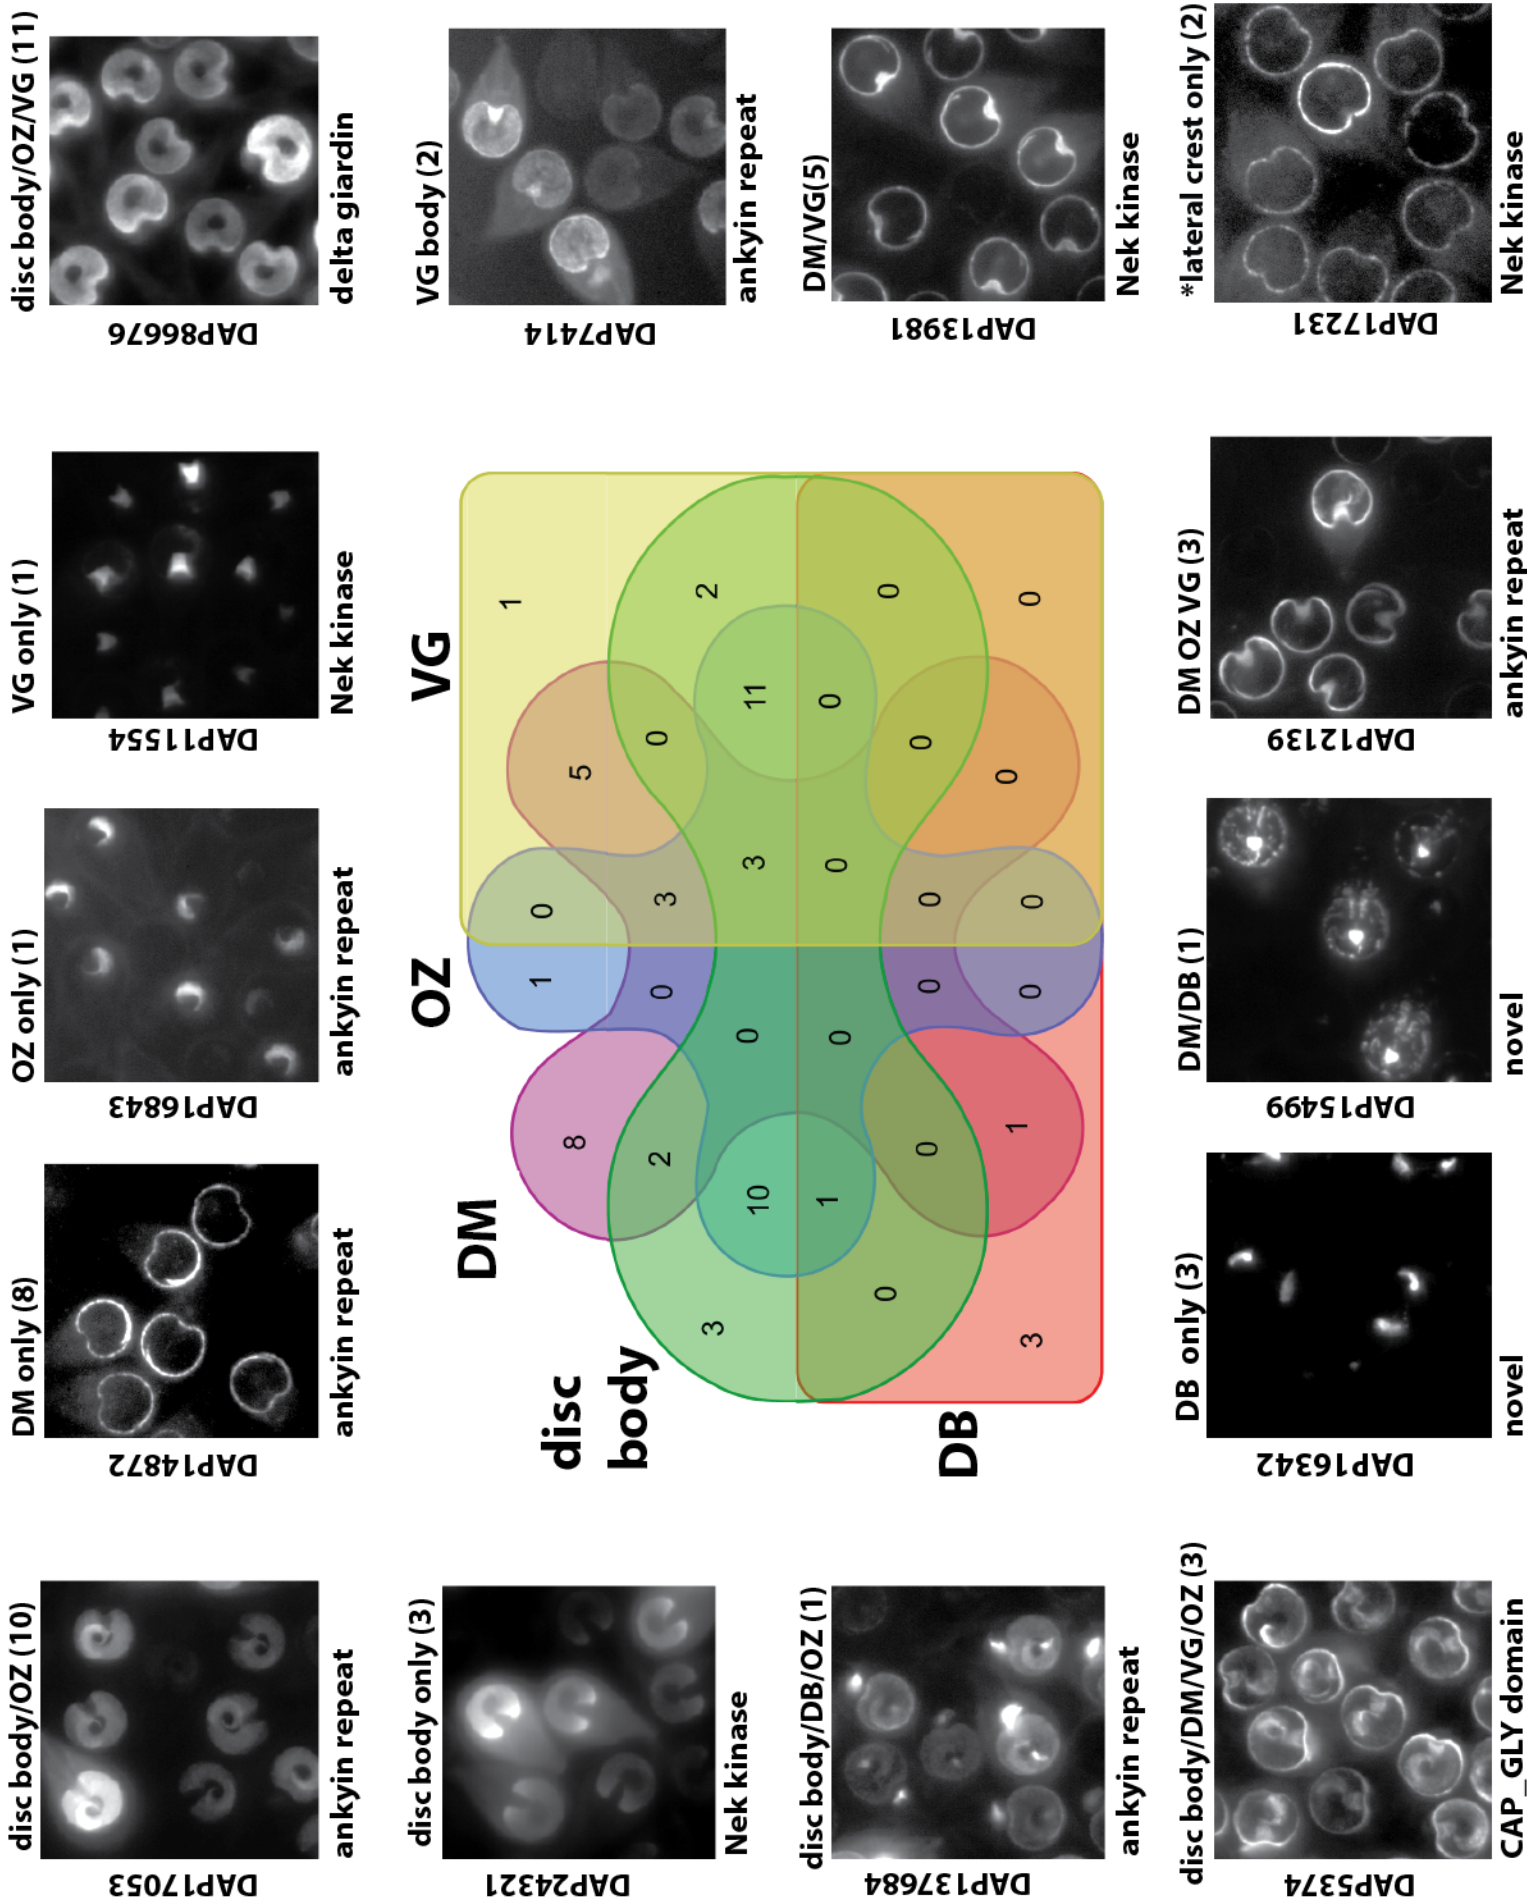 disc body/OZ (10)
DAP17053
ankyin repeat
DM only (8)
DAP14872
ankyin repeat
OZ only (1)
DAP16843
ankyin repeat
VG only (1)
DAP11554
Nek kinase
disc body/OZ/VG (11)
DAP86676
delta giardin
disc body only (3)
DAP24321
Nek kinase
VG body (2)
DAP7414
ankyin repeat
disc body/DB/OZ (1)
DAP137684
ankyin repeat
DM/VG(5)
DAP13981
Nek kinase
disc body/DM/VG/OZ (3)
DAP5374
CAP_GLY domain
DB only (3)
DAP16342
novel
DM/DB (1)
DAP15499
novel
DM OZ VG (3)
DAP12139
ankyin repeat
*lateral crest only (2)
DAP17231
Nek kinase
DM
OZ
VG
disc
body
DB
1
1 0
8 5
2 0 3 0
3 2
10 0 3 11
1 0 0 0
0 0
0 0 0 0
1 0
3 0 0 0